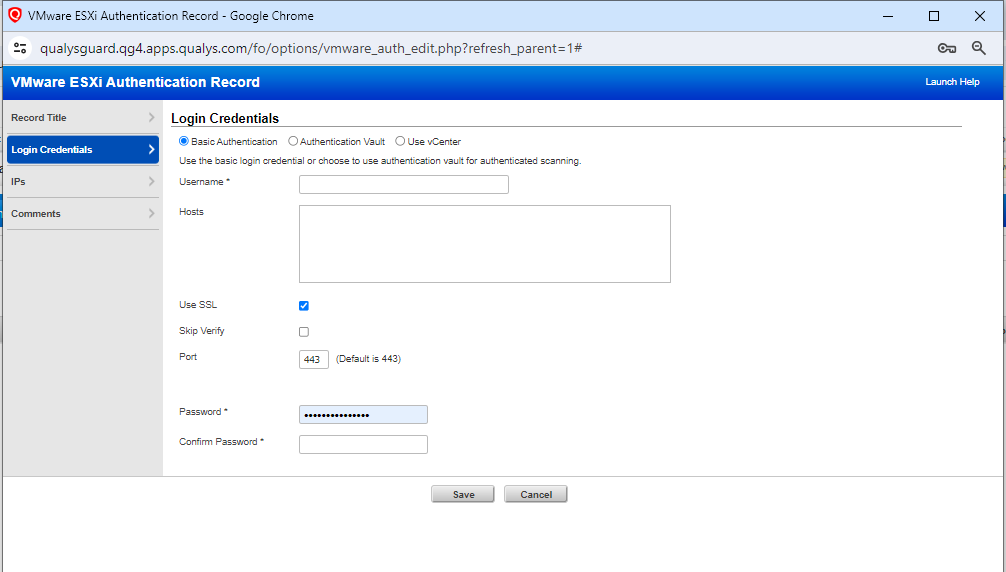 VMware ESXi Authentication Record - Google Chrome
qualysguard.qg4.apps.qualys.com/fo/options/vmware_auth_edit.php?refresh_parent=1#
VMware ESXi Authentication Record
Launch Help
Record Title
Login Credentials
IPs
Comments
Login Credentials
Basic Authentication Authentication Vault Use vCenter
Use the basic login credential or choose to use authentication vault for authenticated scanning.
Username *
Hosts
Use SSL
Skip Verify
Port 443 (Default is 443)
Password * •••••••••••••••
Confirm Password *
Save Cancel